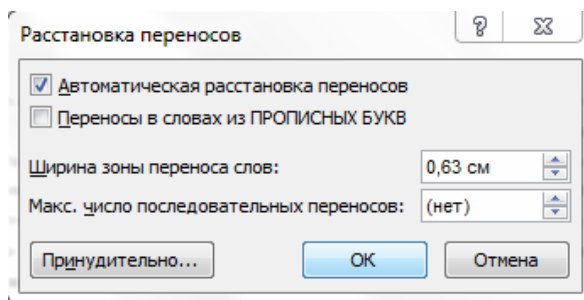 Расстановка переносов
Автоматическая расстановка переносов
Переносы в словах из ПРОПИСНЫХ БУКВ
Ширина зоны переноса слов: 0,63 см
Макс. число последовательных переносов: (нет)
Принудительно... ОК Отмена